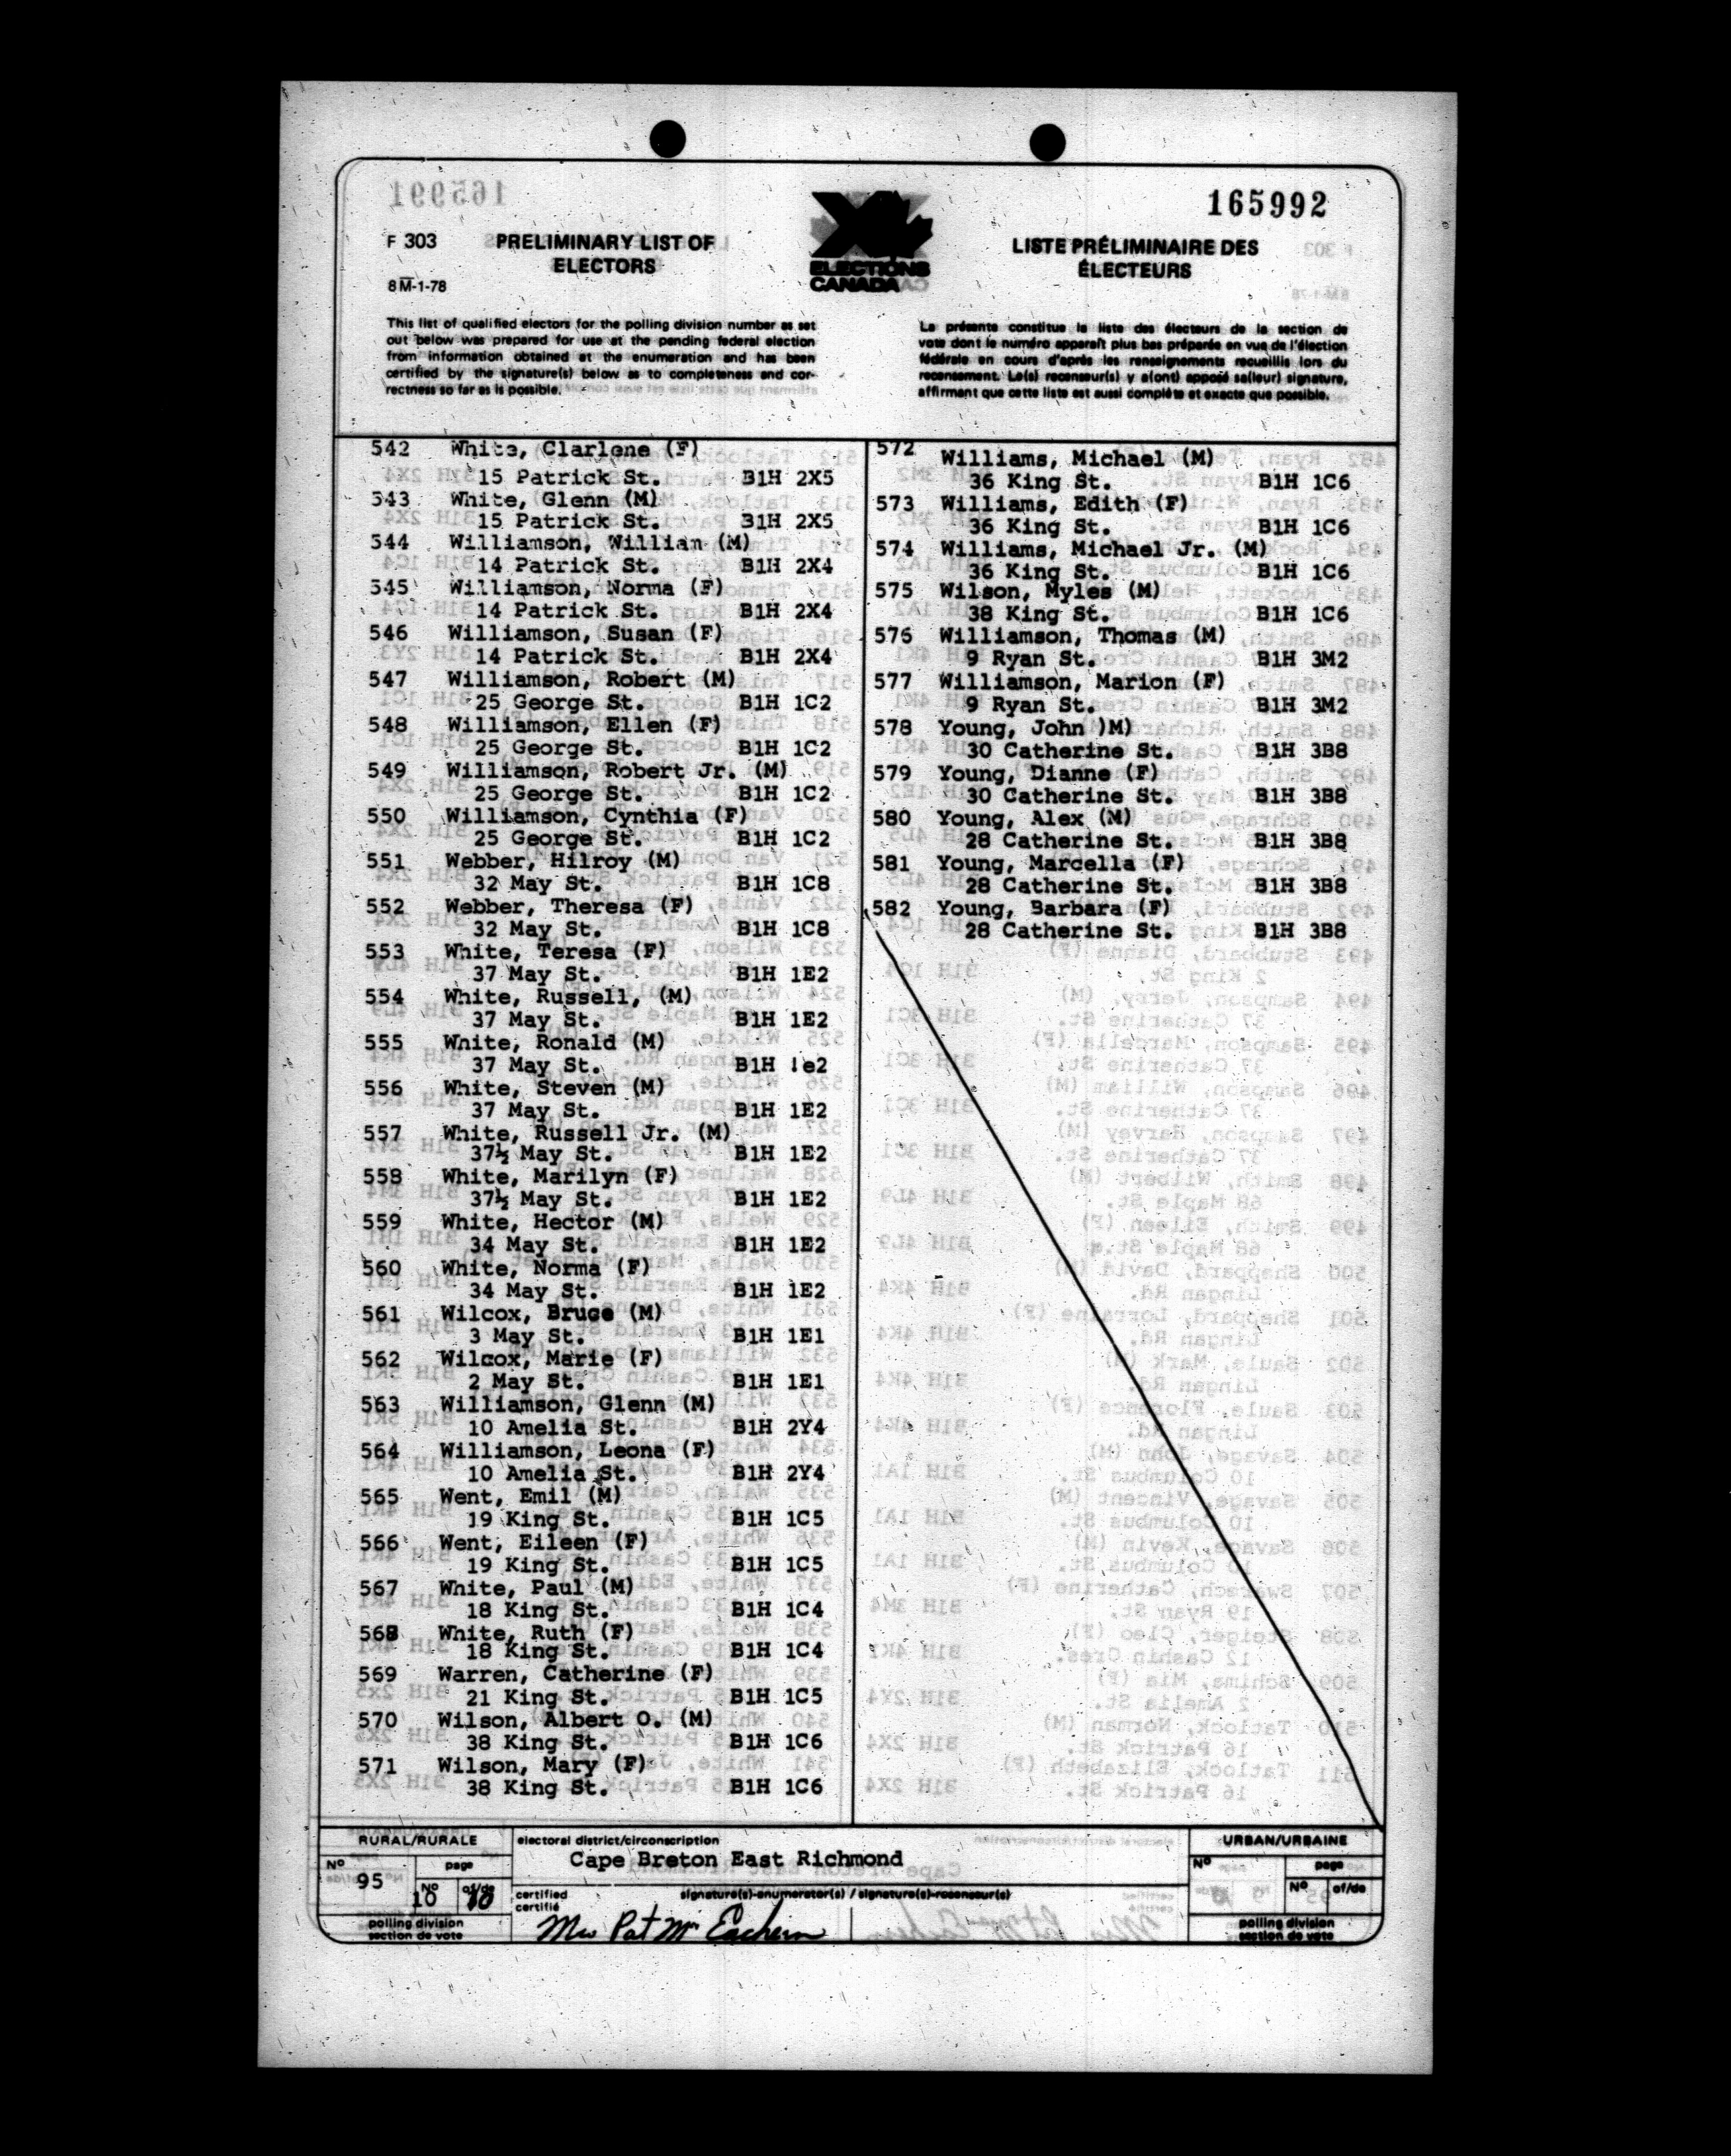 165992
F 303 PRELIMINARY LIST OF
ELECTORS
8M-1-78
ELECTIONS
CANADA
LISTE PRÉLIMINAIRE DES
ÉLECTEURS
This list of qualified electors for the polling division number as set
out below was prepared for use at the pending federal election
from information obtained at the enumeration and has been
certified by the signature(s) below as to completeness and cor-
rectness so far as is possible.
La présente constitue la liste des électeurs de la section de
vote dont le numéro apparaît plus bas préparée en vue de l'élection
fédérale en cours d'après les renseignements recueillis lors du
recensement. Le(s) recenseur(s) y a(ont) apposé sa(leur) signature,
affirmant que cette liste est aussi complète et exacte que possible.
542 White, Clarlene (F)
15 Patrick St. B1H 2X5
543 White, Glenn (M)
15 Patrick St. B1H 2X5
544 Williamson, William (M)
14 Patrick St. B1H 2X4
545 Williamson, Norma (F)
14 Patrick St. B1H 2X4
546 Williamson, Susan (F)
14 Patrick St. B1H 2X4
547 Williamson, Robert (M)
25 George St. B1H 1C2
548 Williamson, Ellen (F)
25 George St. B1H 1C2
549 Williamson, Robert Jr. (M)
25 George St. B1H 1C2
550 Williamson, Cynthia (F)
25 George St. B1H 1C2
551 Webber, Hilroy (M)
32 May St. B1H 1C8
552 Webber, Theresa (F)
32 May St. B1H 1C8
553 White, Teresa (F)
37 May St. B1H 1E2
554 White, Russell, (M)
37 May St. B1H 1E2
555 White, Ronald (M)
37 May St. B1H !e2
556 White, Steven (M)
37 May St. B1H 1E2
557 White, Russell Jr. (M)
37½ May St. B1H 1E2
558 White, Marilyn (F)
37½ May St. B1H 1E2
559 White, Hector (M)
34 May St. B1H 1E2
560 White, Norma (F)
34 May St. B1H 1E2
561 Wilcox, Bruce (M)
3 May St. B1H 1E1
562 Wilcox, Marie (F)
2 May St. B1H 1E1
563 Williamson, Glenn (M)
10 Amelia St. B1H 2Y4
564 Williamson, Leona (F)
10 Amelia St. B1H 2Y4
565 Went, Emil (M)
19 King St. B1H 1C5
566 Went, Eileen (F)
19 King St. B1H 1C5
567 White, Paul (M)
18 King St. B1H 1C4
568 White, Ruth (F)
18 King St. B1H 1C4
569 Warren, Catherine (F)
21 King St. B1H 1C5
570 Wilson, Albert O. (M)
38 King St. B1H 1C6
571 Wilson, Mary (F)
38 King St. B1H 1C6
572 Williams, Michael (M)
36 King St. B1H 1C6
573 Williams, Edith (F)
36 King St. B1H 1C6
574 Williams, Michael Jr. (M)
36 King St. B1H 1C6
575 Wilson, Myles (M)
38 King St. B1H 1C6
576 Williamson, Thomas (M)
9 Ryan St. B1H 3M2
577 Williamson, Marion (F)
9 Ryan St. B1H 3M2
578 Young, John )M)
30 Catherine St. B1H 3B8
579 Young, Dianne (F)
30 Catherine St. B1H 3B8
580 Young, Alex (M)
28 Catherine St. B1H 3B8
581 Young, Marcella (F)
28 Catherine St. B1H 3B8
582 Young, Barbara (F)
28 Catherine St. B1H 3B8
RURAL/RURALE
Nº 95
page
Nº 10 of/de 10
polling division
section de vote
electoral district/circonscription
Cape Breton East Richmond
certified
certifié
signature(s)-enumerator(s) / signature(s)-recenseur(s)
Mrs Pat McEachern
URBAN/URBAINE
Nº page
Nº of/de
polling division
section de vote